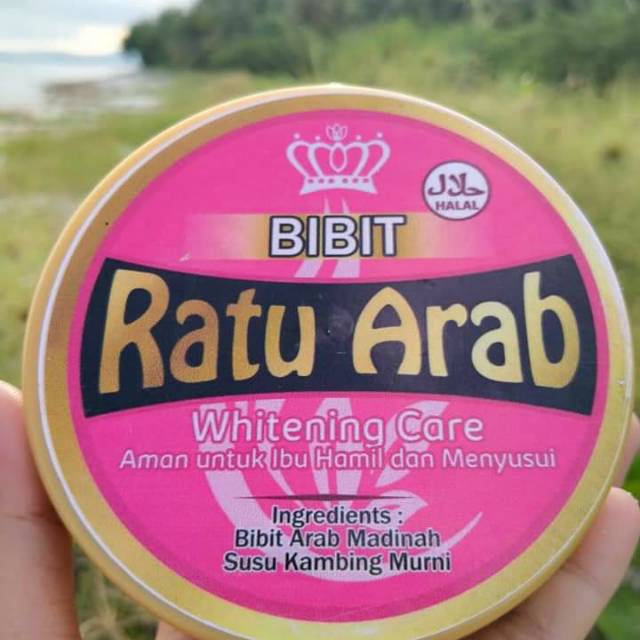 حلال
HALAL
BIBIT
Ratu Arab
Whitening Care
Aman untuk Ibu Hamil dan Menyusui
Ingredients :
Bibit Arab Madinah
Susu Kambing Murni